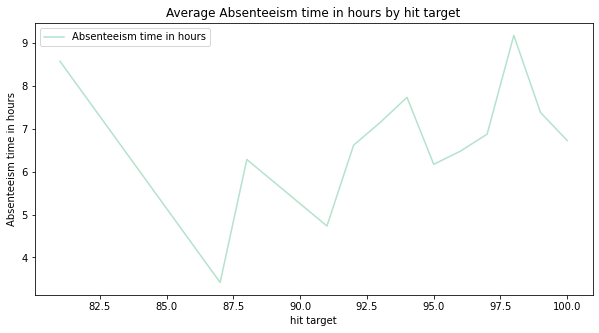 Average Absenteeism time in hours by hit target
Absenteeism time in hours
9
8
7
6
5
4
Absenteeism time in hours
82.5 85.0 87.5 90.0 92.5 95.0 97.5 100.0
hit target